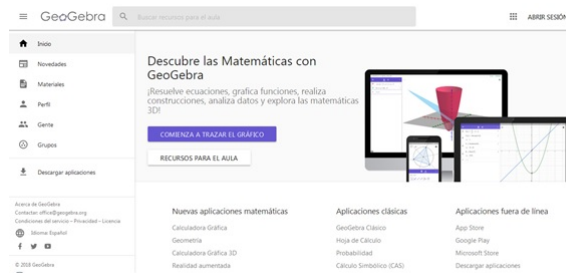 GeoGebra
Buscar recursos para el aula
ABRIR SESIÓN
Inicio
Novedades
Materiales
Perfil
Gente
Grupos
Descargar aplicaciones
Acerca de GeoGebra
Contactar: office@geogebra.org
Condiciones del servicio – Privacidad – Licencia
Idioma: Español
© 2018 GeoGebra
Descubre las Matemáticas con
GeoGebra
¡Resuelve ecuaciones, grafica funciones, realiza
construcciones, analiza datos y explora las matemáticas
3D!
COMIENZA A TRAZAR EL GRÁFICO
RECURSOS PARA EL AULA
Nuevas aplicaciones matemáticas
Calculadora Gráfica
Geometría
Calculadora Gráfica 3D
Realidad aumentada
Aplicaciones clásicas
GeoGebra Clásico
Hoja de Cálculo
Probabilidad
Cálculo Simbólico (CAS)
Aplicaciones fuera de línea
App Store
Google Play
Microsoft Store
Descargar aplicaciones